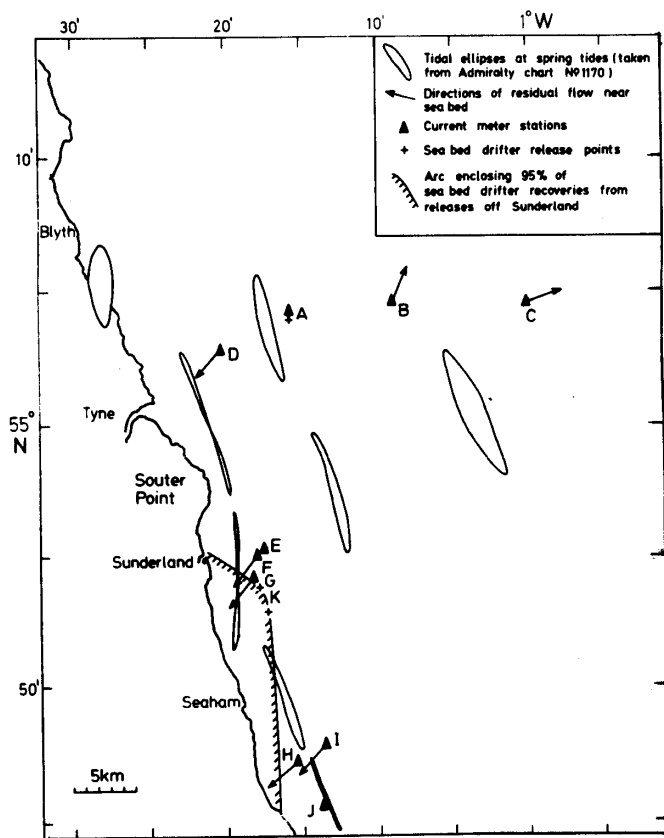 30'
20'
10'
1° W
Tidal ellipses at spring tides (taken
from Admiralty chart Nº1170)
Directions of residual flow near
sea bed
Current meter stations
Sea bed drifter release points
Arc enclosing 95% of
sea bed drifter recoveries from
releases off Sunderland
10'
Blyth
A
B
C
D
Tyne
55°
N
Souter
Point
Sunderland
E
F
G
K
50'
Seaham
H
I
5km
J